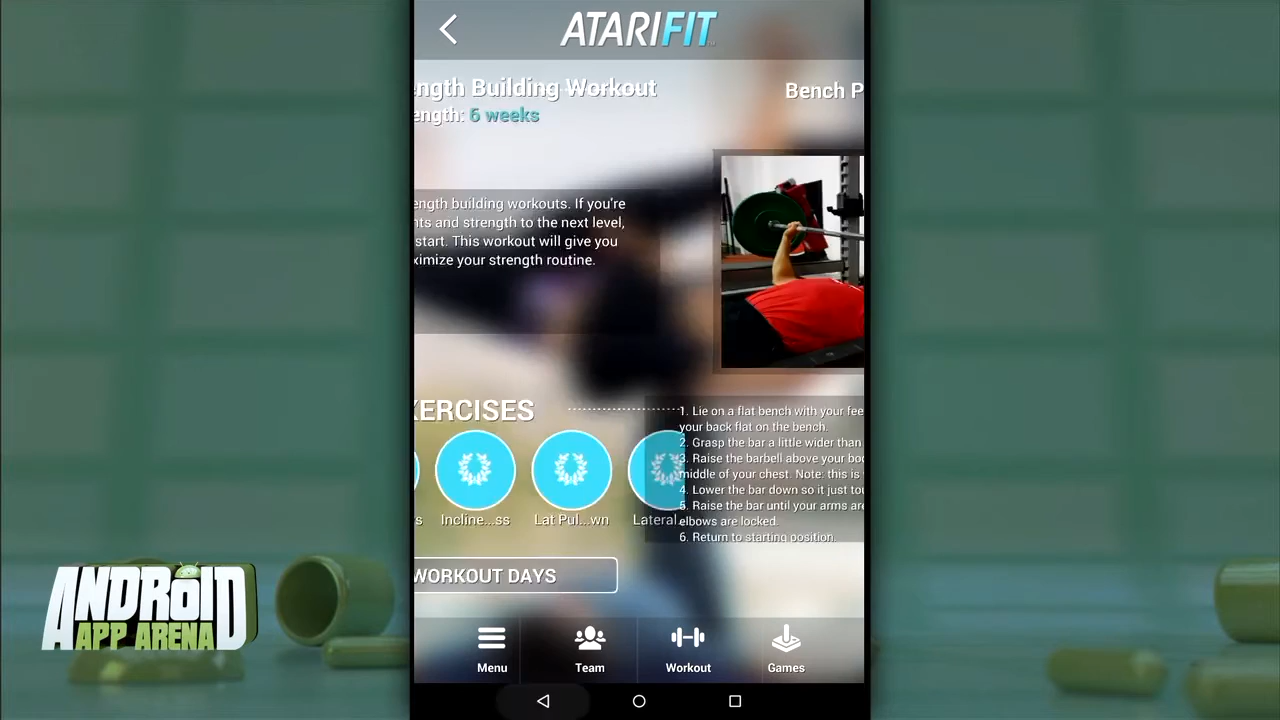 ATARIFIT
ngth Building Workout
ength: 6 weeks
Bench P
ength building workouts. If you're
nts and strength to the next level,
start. This workout will give you
ximize your strength routine.
XERCISES
s
Incline...ss
Lat Pul...wn
Lateral
1. Lie on a flat bench with your fee
your back flat on the bench.
2. Grasp the bar a little wider than
3. Raise the barbell above your bod
middle of your chest. Note: this is
4. Lower the bar down so it just tou
5. Raise the bar until your arms are
elbows are locked.
6. Return to starting position.
WORKOUT DAYS
Menu
Team
Workout
Games
ANDROID
APP ARENA